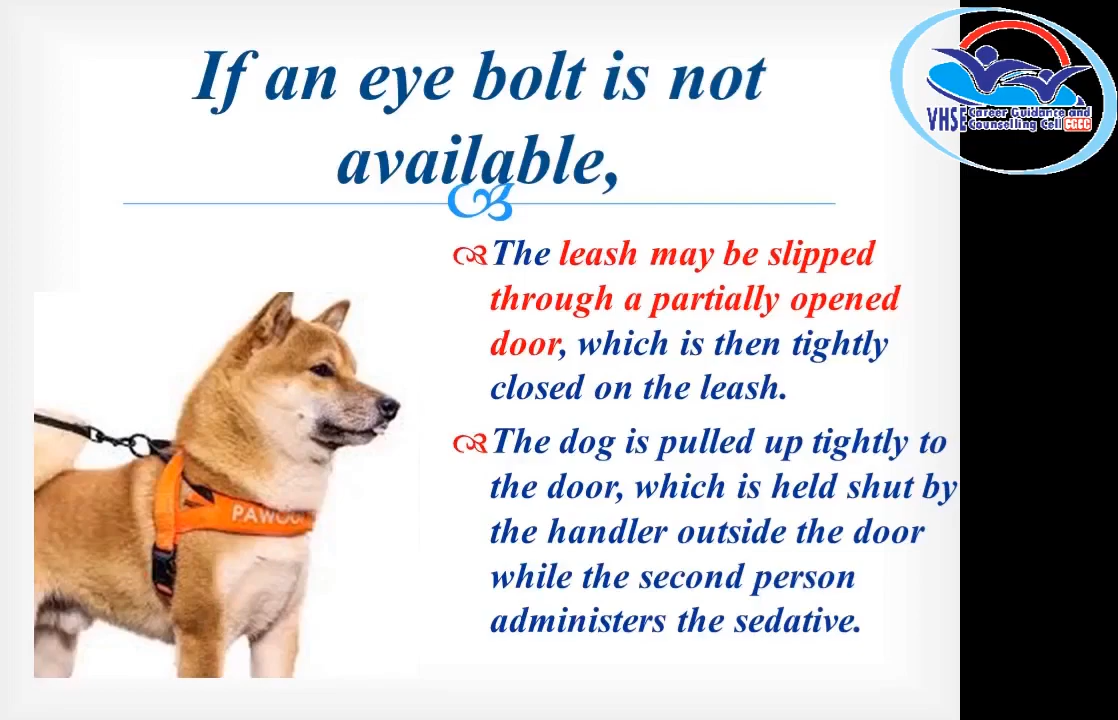 If an eye bolt is not
available,
VHSE Career Guidance and
Counselling Cell CGCC
The leash may be slipped
through a partially opened
door, which is then tightly
closed on the leash.
The dog is pulled up tightly to
the door, which is held shut by
the handler outside the door
while the second person
administers the sedative.